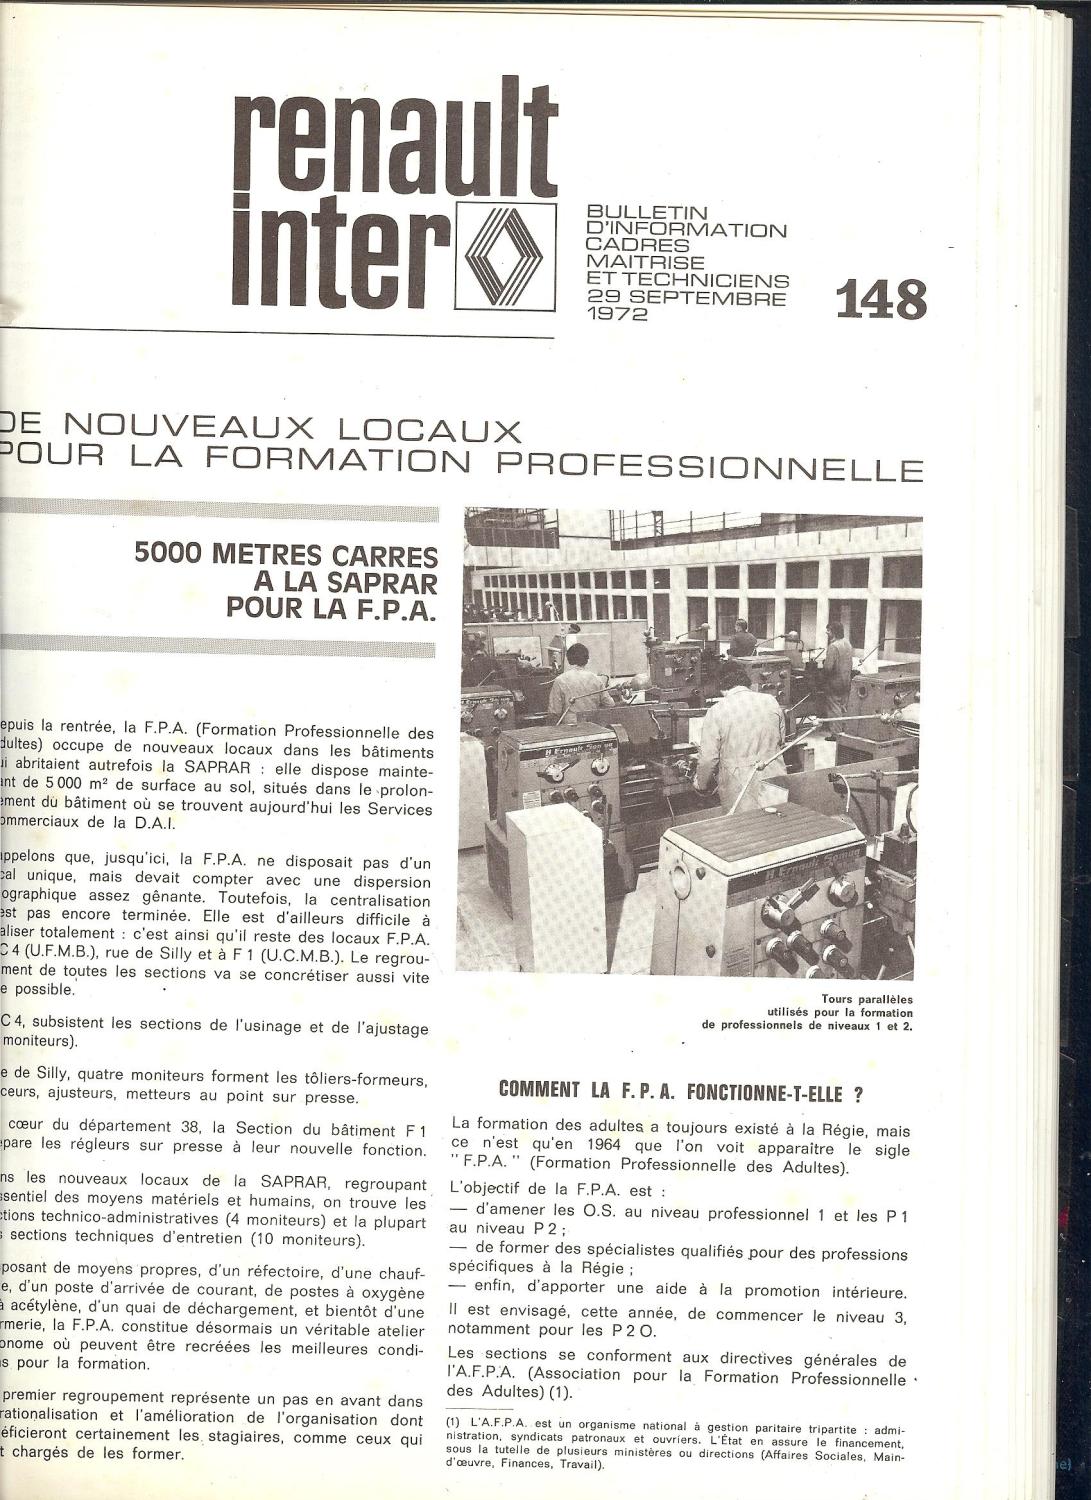 renault
inter
BULLETIN
D'INFORMATION
CADRES
MAITRISE
ET TECHNICIENS
29 SEPTEMBRE
1972
148
DE NOUVEAUX LOCAUX
POUR LA FORMATION PROFESSIONNELLE
5000 METRES CARRES
A LA SAPRAR
POUR LA F.P.A.
epuis la rentrée, la F.P.A. (Formation Professionnelle des
dultes) occupe de nouveaux locaux dans les bâtiments
ui abritaient autrefois la SAPRAR : elle dispose mainte-
ant de 5 000 m² de surface au sol, situés dans le prolon-
ement du bâtiment où se trouvent aujourd'hui les Services
ommerciaux de la D.A.I.
appelons que, jusqu'ici, la F.P.A. ne disposait pas d'un
cal unique, mais devait compter avec une dispersion
ographique assez gênante. Toutefois, la centralisation
est pas encore terminée. Elle est d'ailleurs difficile à
aliser totalement : c'est ainsi qu'il reste des locaux F.P.A.
C 4 (U.F.M.B.), rue de Silly et à F 1 (U.C.M.B.). Le regrou-
ment de toutes les sections va se concrétiser aussi vite
e possible.
C 4, subsistent les sections de l'usinage et de l'ajustage
moniteurs).
e de Silly, quatre moniteurs forment les tôliers-formeurs,
ceurs, ajusteurs, metteurs au point sur presse.
cœur du département 38, la Section du bâtiment F 1
épare les régleurs sur presse à leur nouvelle fonction.
ns les nouveaux locaux de la SAPRAR, regroupant
ssentiel des moyens matériels et humains, on trouve les
ctions technico-administratives (4 moniteurs) et la plupart
s sections techniques d'entretien (10 moniteurs).
posant de moyens propres, d'un réfectoire, d'une chauf-
e, d'un poste d'arrivée de courant, de postes à oxygène
à acétylène, d'un quai de déchargement, et bientôt d'une
rmerie, la F.P.A. constitue désormais un véritable atelier
onome où peuvent être recréées les meilleures condi-
s pour la formation.
premier regroupement représente un pas en avant dans
rationalisation et l'amélioration de l'organisation dont
éficieront certainement les stagiaires, comme ceux qui
t chargés de les former.
H Ernault Somua
H Ernault Somua
Tours parallèles
utilisés pour la formation
de professionnels de niveaux 1 et 2.
COMMENT LA F. P. A. FONCTIONNE-T-ELLE ?
La formation des adultes a toujours existé à la Régie, mais
ce n'est qu'en 1964 que l'on voit apparaître le sigle
" F.P.A. " (Formation Professionnelle des Adultes).
L'objectif de la F.P.A. est :
— d'amener les O.S. au niveau professionnel 1 et les P 1
au niveau P 2 ;
— de former des spécialistes qualifiés pour des professions
spécifiques à la Régie ;
— enfin, d'apporter une aide à la promotion intérieure.
Il est envisagé, cette année, de commencer le niveau 3,
notamment pour les P 2 O.
Les sections se conforment aux directives générales de
l'A.F.P.A. (Association pour la Formation Professionnelle
des Adultes) (1).
(1) L'A.F.P.A. est un organisme national à gestion paritaire tripartite : admi-
nistration, syndicats patronaux et ouvriers. L'État en assure le financement,
sous la tutelle de plusieurs ministères ou directions (Affaires Sociales, Main-
d'œuvre, Finances, Travail).